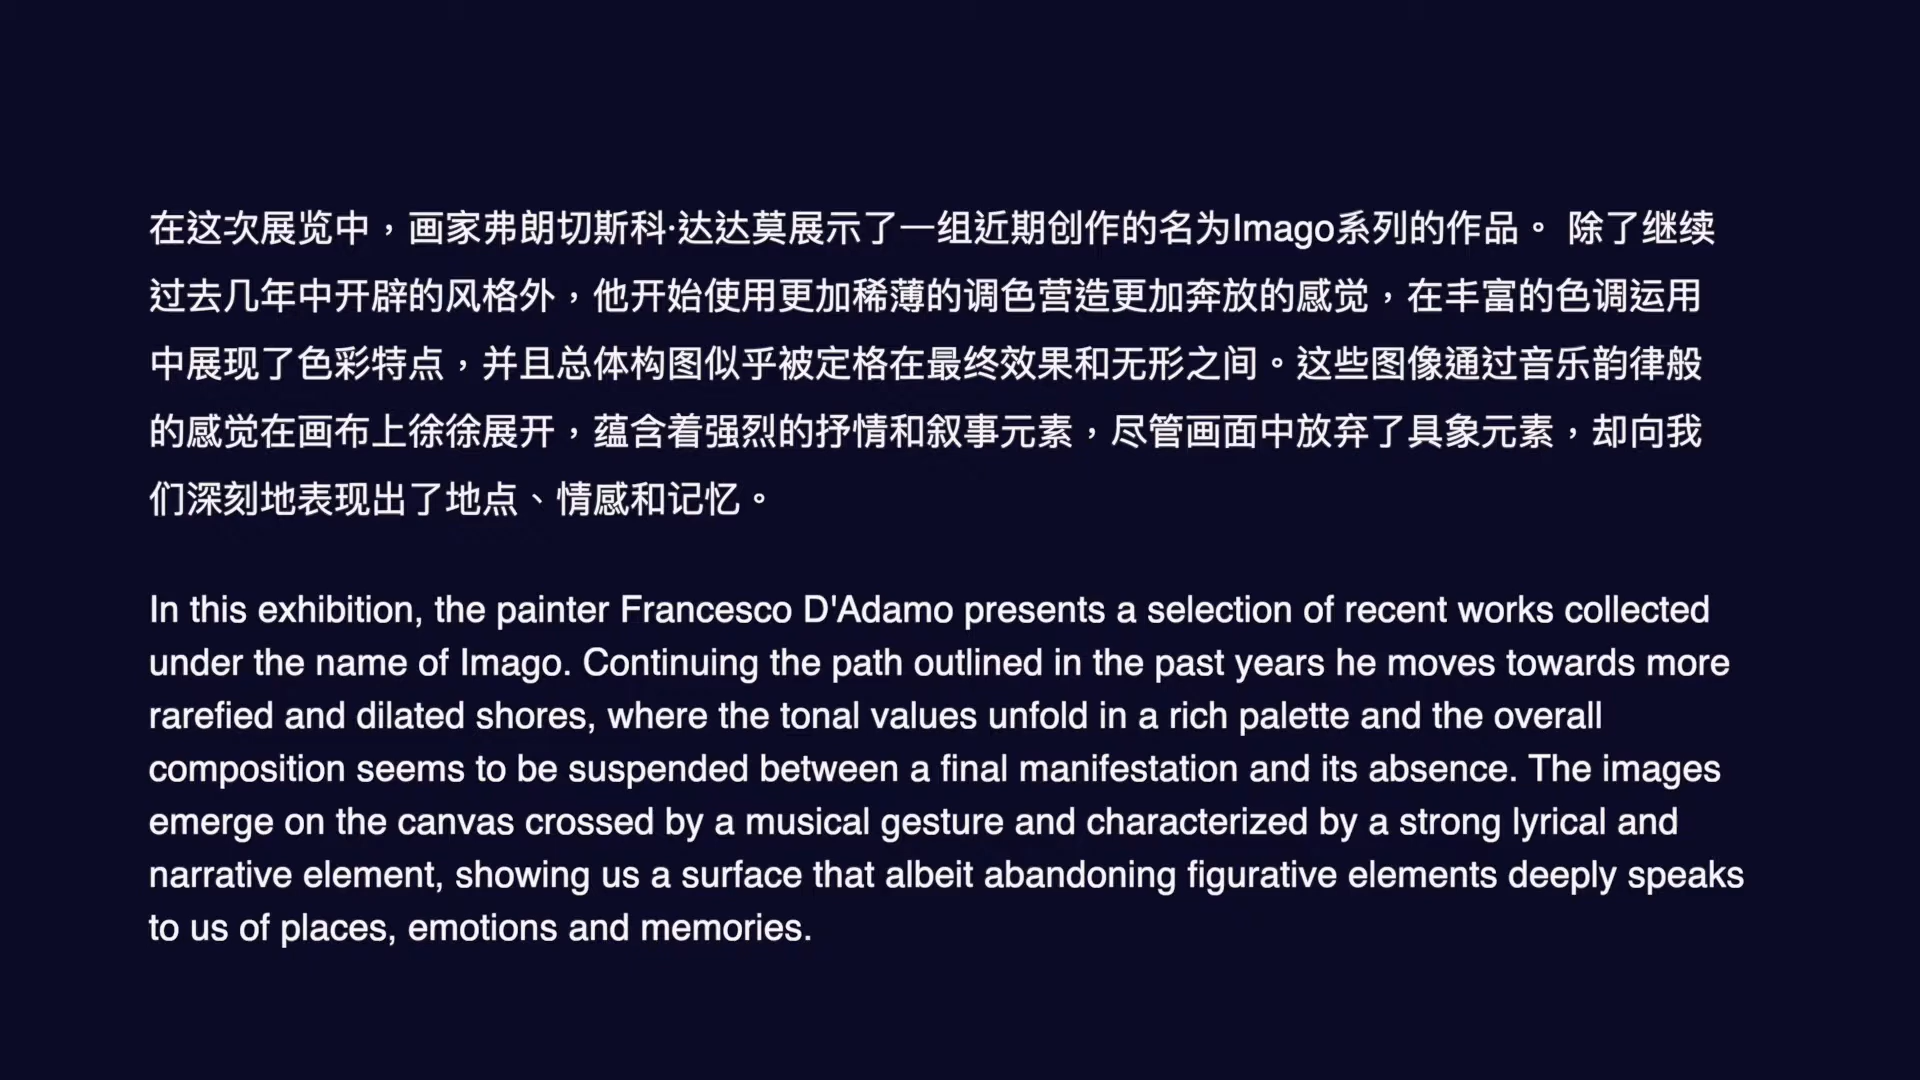 在这次展览中，画家弗朗切斯科·达达莫展示了一组近期创作的名为Imago系列的作品。 除了继续
过去几年中开辟的风格外，他开始使用更加稀薄的调色营造更加奔放的感觉，在丰富的色调运用
中展现了色彩特点，并且总体构图似乎被定格在最终效果和无形之间。这些图像通过音乐韵律般
的感觉在画布上徐徐展开，蕴含着强烈的抒情和叙事元素，尽管画面中放弃了具象元素，却向我
们深刻地表现出了地点、情感和记忆。
In this exhibition, the painter Francesco D'Adamo presents a selection of recent works collected
under the name of Imago. Continuing the path outlined in the past years he moves towards more
rarefied and dilated shores, where the tonal values unfold in a rich palette and the overall
composition seems to be suspended between a final manifestation and its absence. The images
emerge on the canvas crossed by a musical gesture and characterized by a strong lyrical and
narrative element, showing us a surface that albeit abandoning figurative elements deeply speaks
to us of places, emotions and memories.